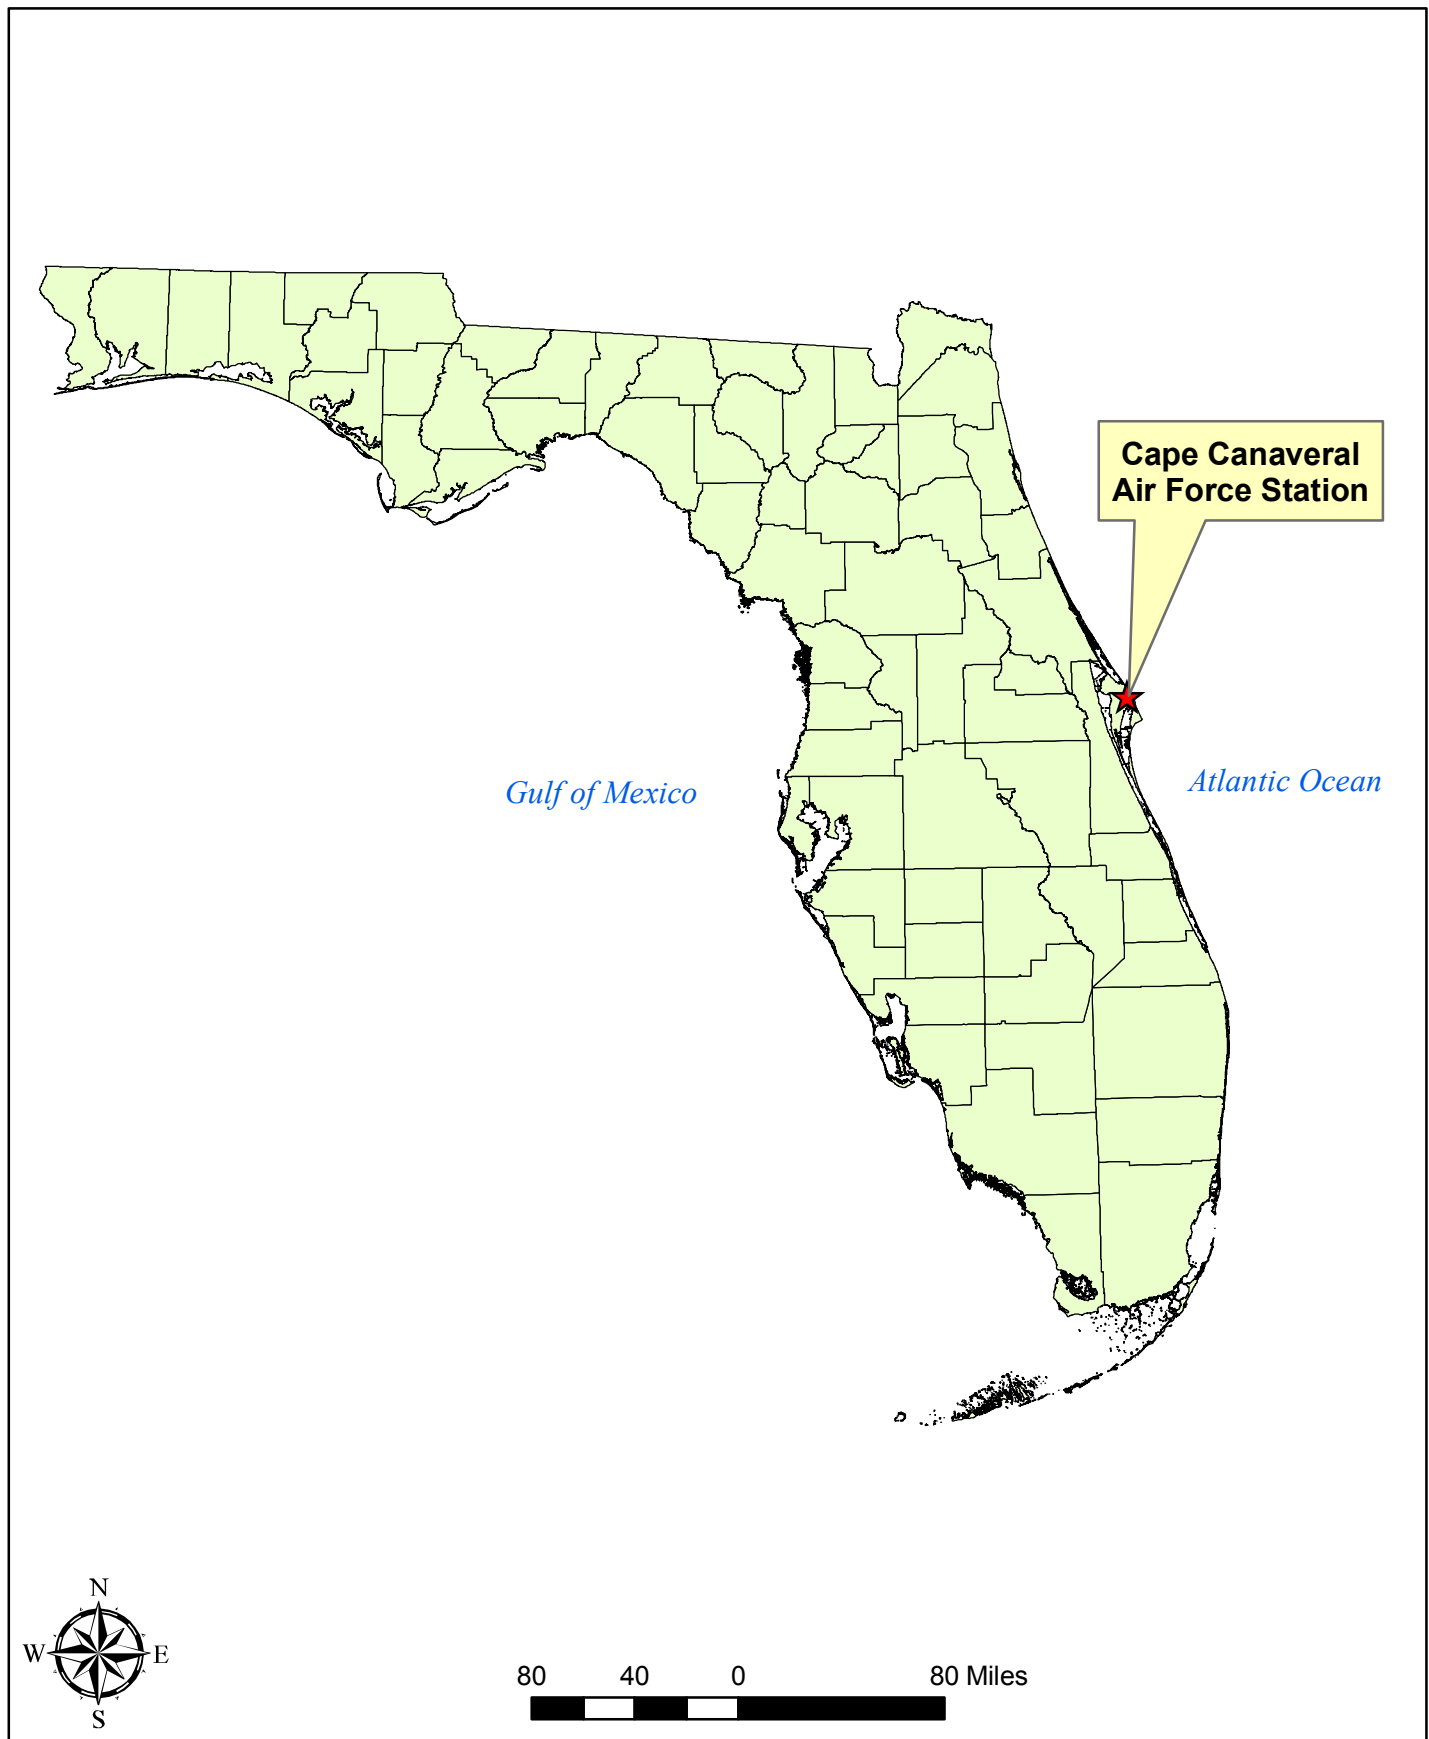 Cape Canaveral
Air Force Station
Gulf of Mexico
Atlantic Ocean
N
W E
S
80 40 0 80 Miles